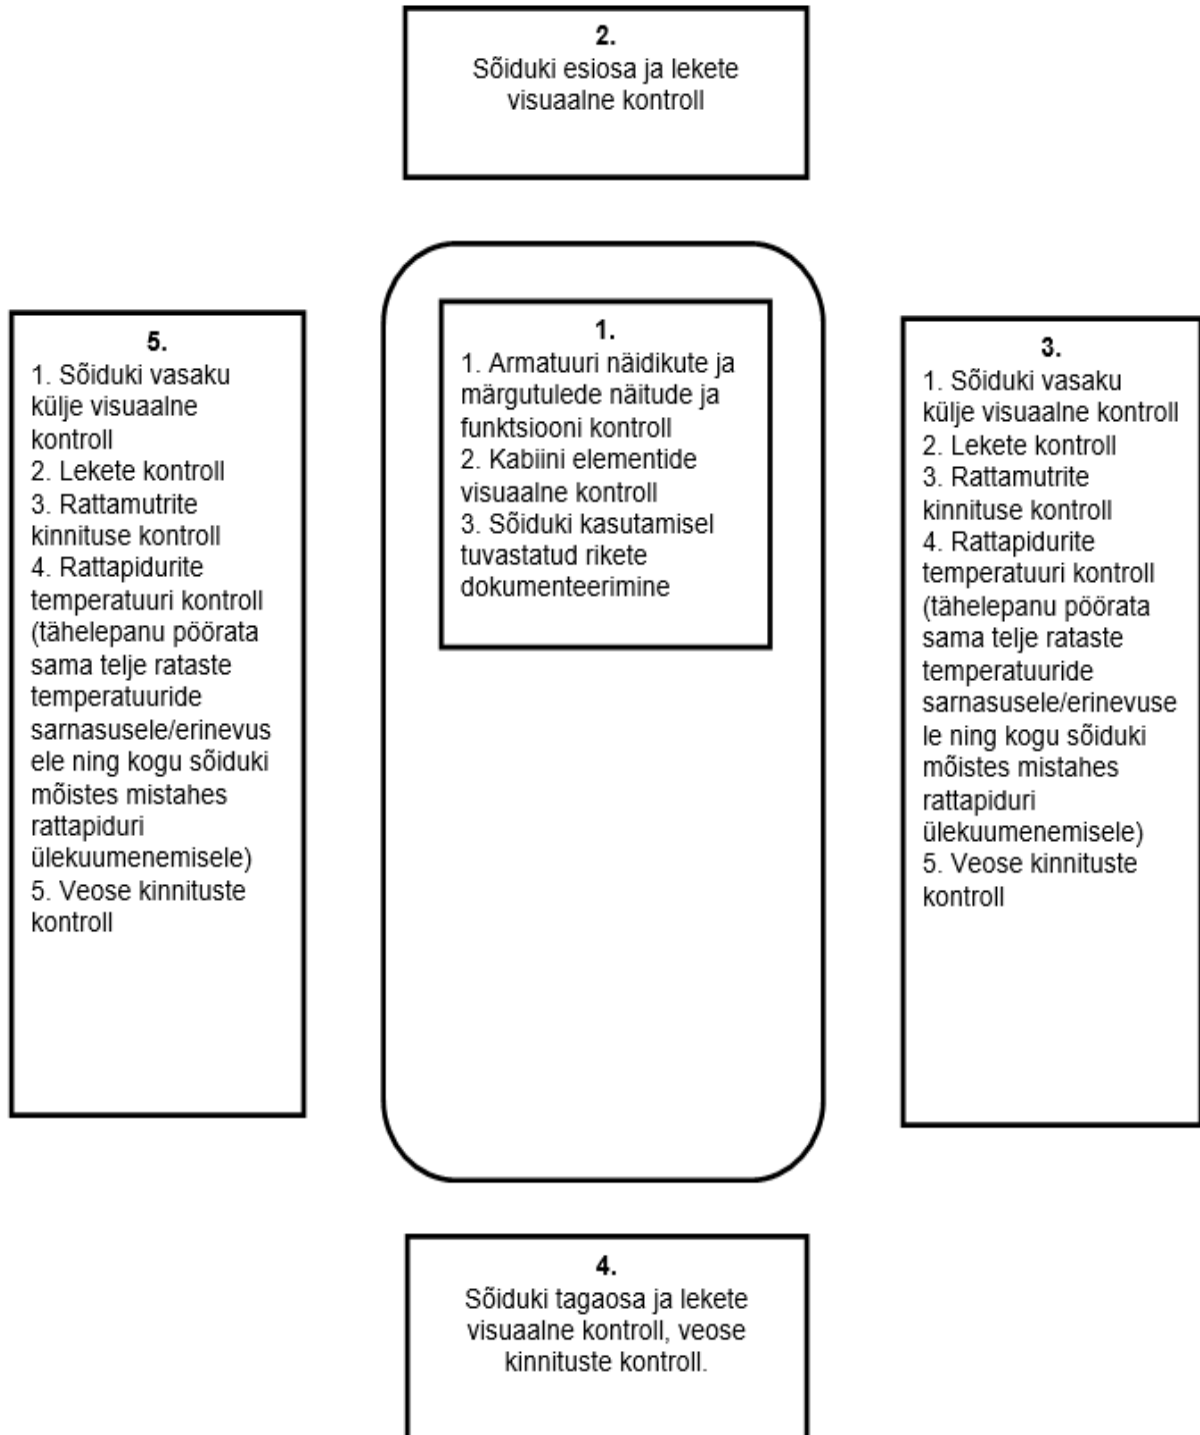 2.
Sõiduki esiosa ja lekete
visuaalne kontroll
1.
1. Armatuuri näidikute ja
märgutulede näitude ja
funktsiooni kontroll
2. Kabiini elementide
visuaalne kontroll
3. Sõiduki kasutamisel
tuvastatud rikete
dokumenteerimine
5.
1. Sõiduki vasaku
külje visuaalne
kontroll
2. Lekete kontroll
3. Rattamutrite
kinnituse kontroll
4. Rattapidurite
temperatuuri kontroll
(tähelepanu pöörata
sama telje rataste
temperatuuride
sarnasusele/erinevus
ele ning kogu sõiduki
mõistes mistahes
rattapiduri
ülekuumenemisele)
5. Veose kinnituste
kontroll
3.
1. Sõiduki vasaku
külje visuaalne kontroll
2. Lekete kontroll
3. Rattamutrite
kinnituse kontroll
4. Rattapidurite
temperatuuri kontroll
(tähelepanu pöörata
sama telje rataste
temperatuuride
sarnasusele/erinevuse
le ning kogu sõiduki
mõistes mistahes
rattapiduri
ülekuumenemisele)
5. Veose kinnituste
kontroll
4.
Sõiduki tagaosa ja lekete
visuaalne kontroll, veose
kinnituste kontroll.